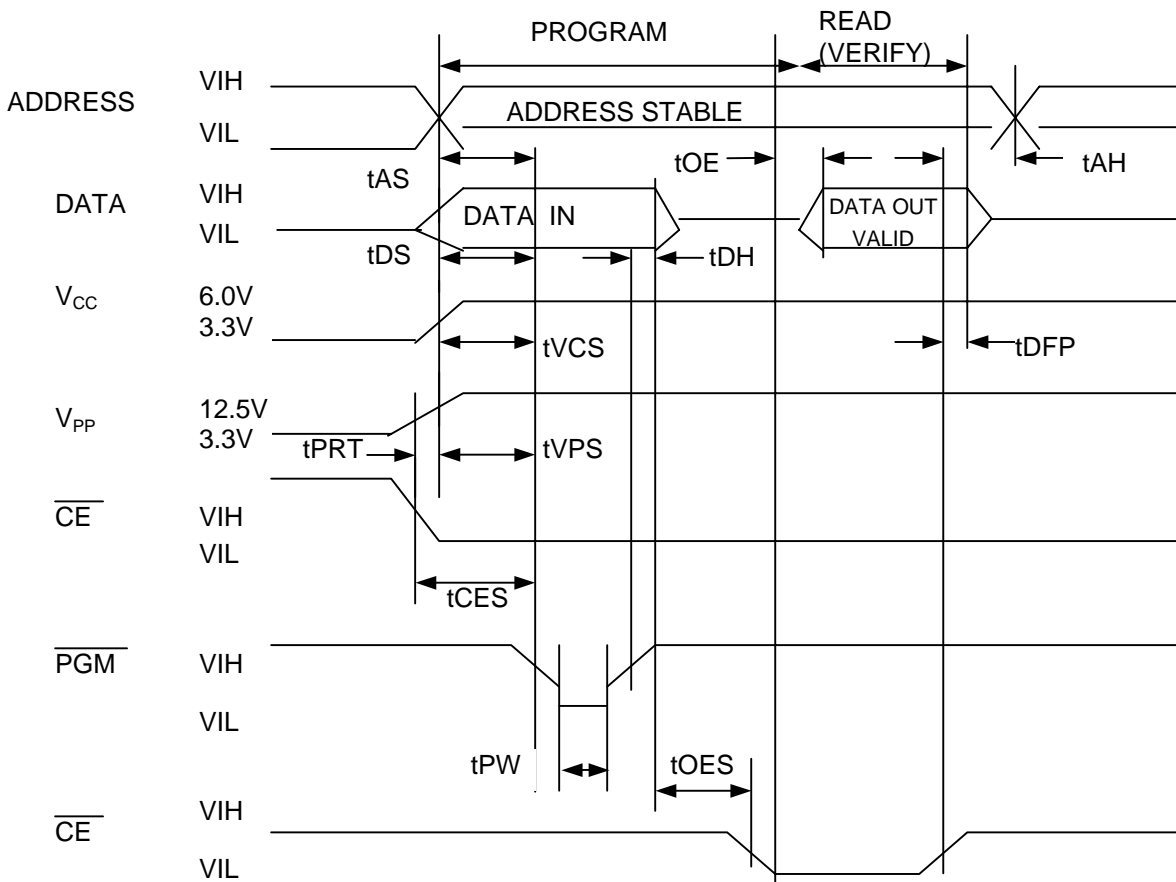 PROGRAM
READ
(VERIFY)
ADDRESS
VIH
VIL
ADDRESS STABLE
tAS
tOE
tAH
DATA
VIH
VIL
DATA IN
DATA OUT
VALID
tDS
tDH
VCC
6.0V
3.3V
tVCS
tDFP
VPP
12.5V
3.3V
tPRT
tVPS
CE
VIH
VIL
tCES
PGM
VIH
VIL
tPW
tOES
CE
VIH
VIL